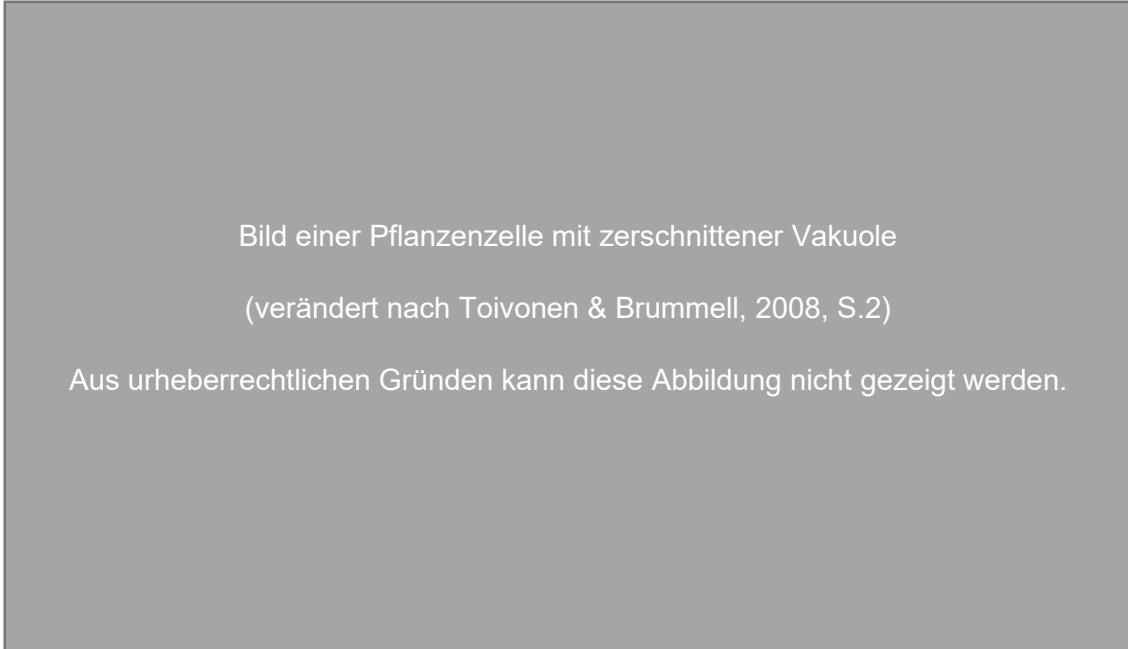 Bild einer Pflanzenzelle mit zerschnittener Vakuole
(verändert nach Toivonen & Brummell, 2008, S.2)
Aus urheberrechtlichen Gründen kann diese Abbildung nicht gezeigt werden.